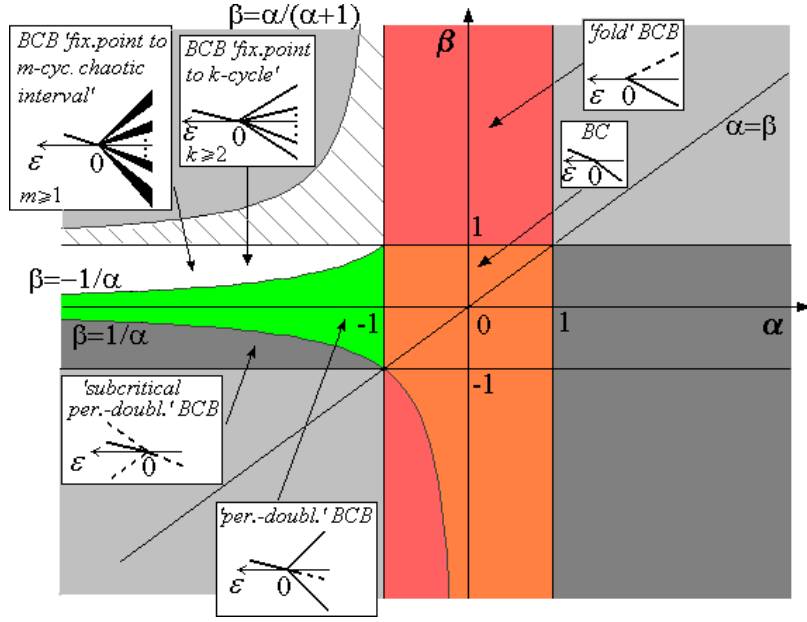 β=α/(α+1)
BCB 'fix.point to
m-cyc. chaotic
interval'
ε
0
m⩾1
BCB 'fix.point
to k-cycle'
ε
0
k⩾2
β
'fold' BCB
ε
0
α=β
BC
ε
0
1
β=−1/α
β=1/α
-1
0
1
α
-1
'subcritical
per.-doubl.' BCB
ε
0
'per.-doubl.' BCB
ε
0